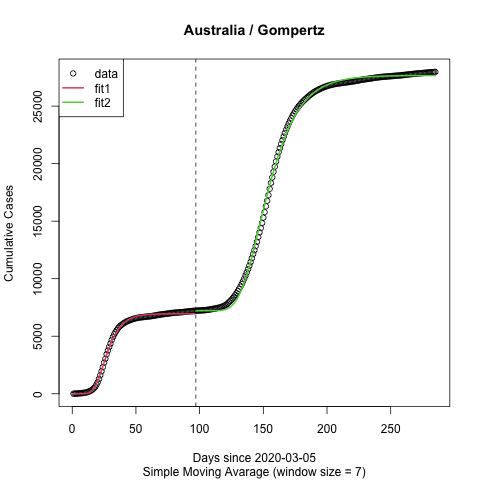 Australia / Gompertz
data
fit1
fit2
Cumulative Cases
0
5000
10000
15000
20000
25000
0 50 100 150 200 250
Days since 2020-03-05
Simple Moving Avarage (window size = 7)